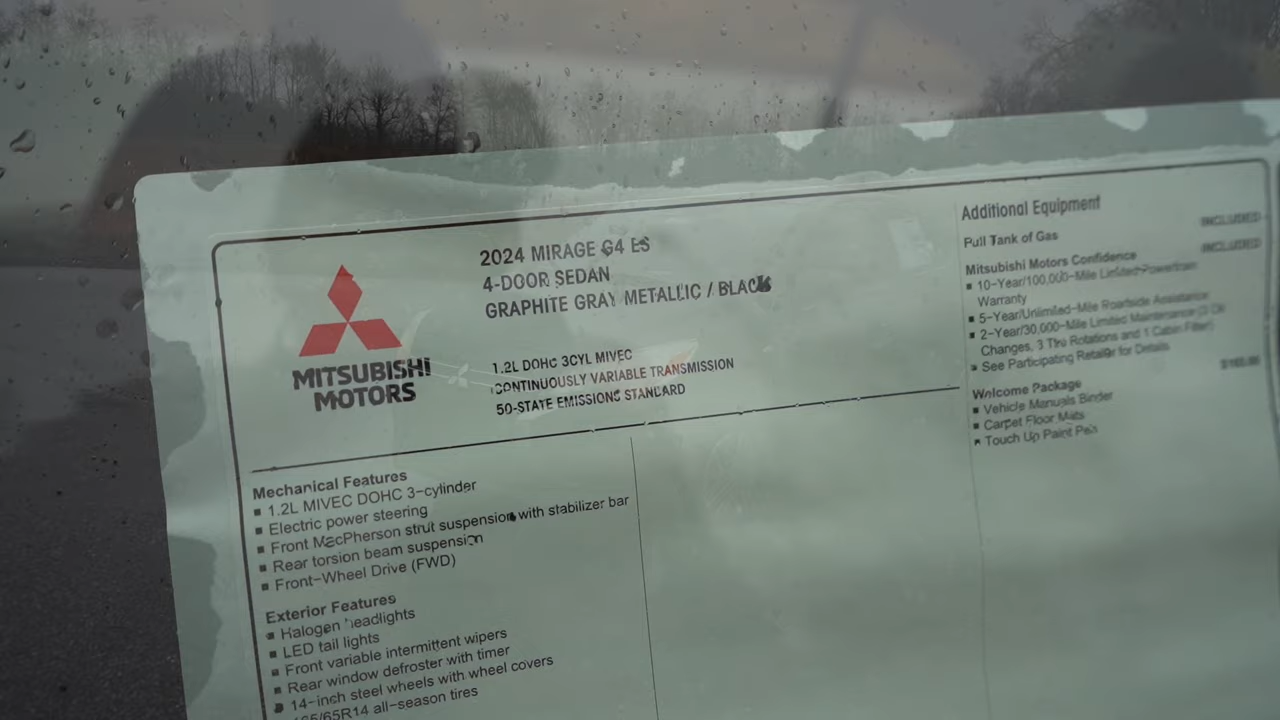 MITSUBISHI
MOTORS
2024 MIRAGE G4 ES
4-DOOR SEDAN
GRAPHITE GRAY METALLIC / BLACK
1.2L DOHC 3CYL MIVEC
CONTINUOUSLY VARIABLE TRANSMISSION
50-STATE EMISSIONS STANDARD
Mechanical Features
▪ 1.2L MIVEC DOHC 3-cylinder
▪ Electric power steering
▪ Front MacPherson strut suspension with stabilizer bar
▪ Rear torsion beam suspension
▪ Front-Wheel Drive (FWD)
Exterior Features
▪ Halogen headlights
▪ LED tail lights
▪ Front variable intermittent wipers
▪ Rear window defroster with timer
▪ 14-inch steel wheels with wheel covers
165/65R14 all-season tires
Additional Equipment
Full Tank of Gas INCLUDED
Mitsubishi Motors Confidence INCLUDED
▪ 10-Year/100,000-Mile Limited Powertrain
Warranty
▪ 5-Year/Unlimited-Mile Roadside Assistance
▪ 2-Year/30,000-Mile Limited Maintenance (3 Oil
Changes, 3 Tire Rotations and 1 Cabin Filter)
▪ See Participating Retailer for Details
Welcome Package
▪ Vehicle Manuals Binder
▪ Carpet Floor Mats
▪ Touch Up Paint Pen